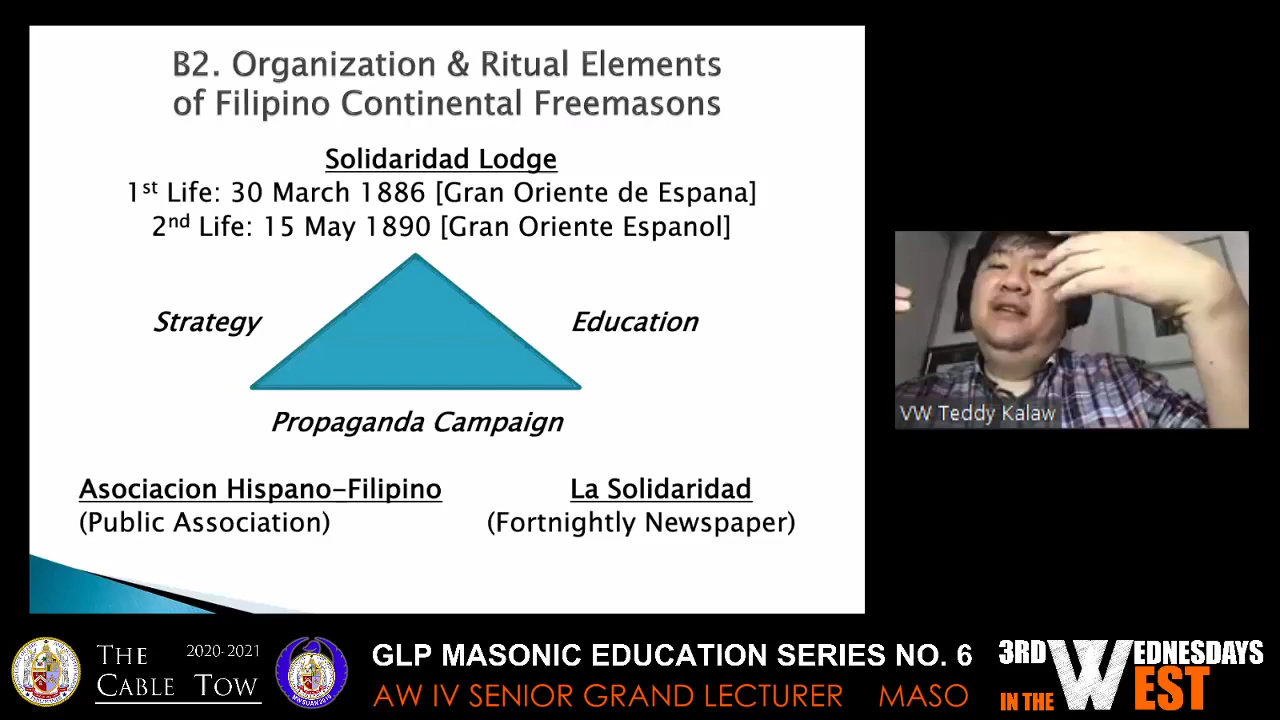 B2. Organization & Ritual Elements
of Filipino Continental Freemasons
Solidaridad Lodge
1st Life: 30 March 1886 [Gran Oriente de Espana]
2nd Life: 15 May 1890 [Gran Oriente Espanol]
Strategy
Education
Propaganda Campaign
Asociacion Hispano-Filipino
(Public Association)
La Solidaridad
(Fortnightly Newspaper)
VW Teddy Kalaw
THE 2020-2021
CABLE TOW
GLP MASONIC EDUCATION SERIES NO. 6
AW IV SENIOR GRAND LECTURER MASO
3RD WEDNESDAYS
IN THE WEST